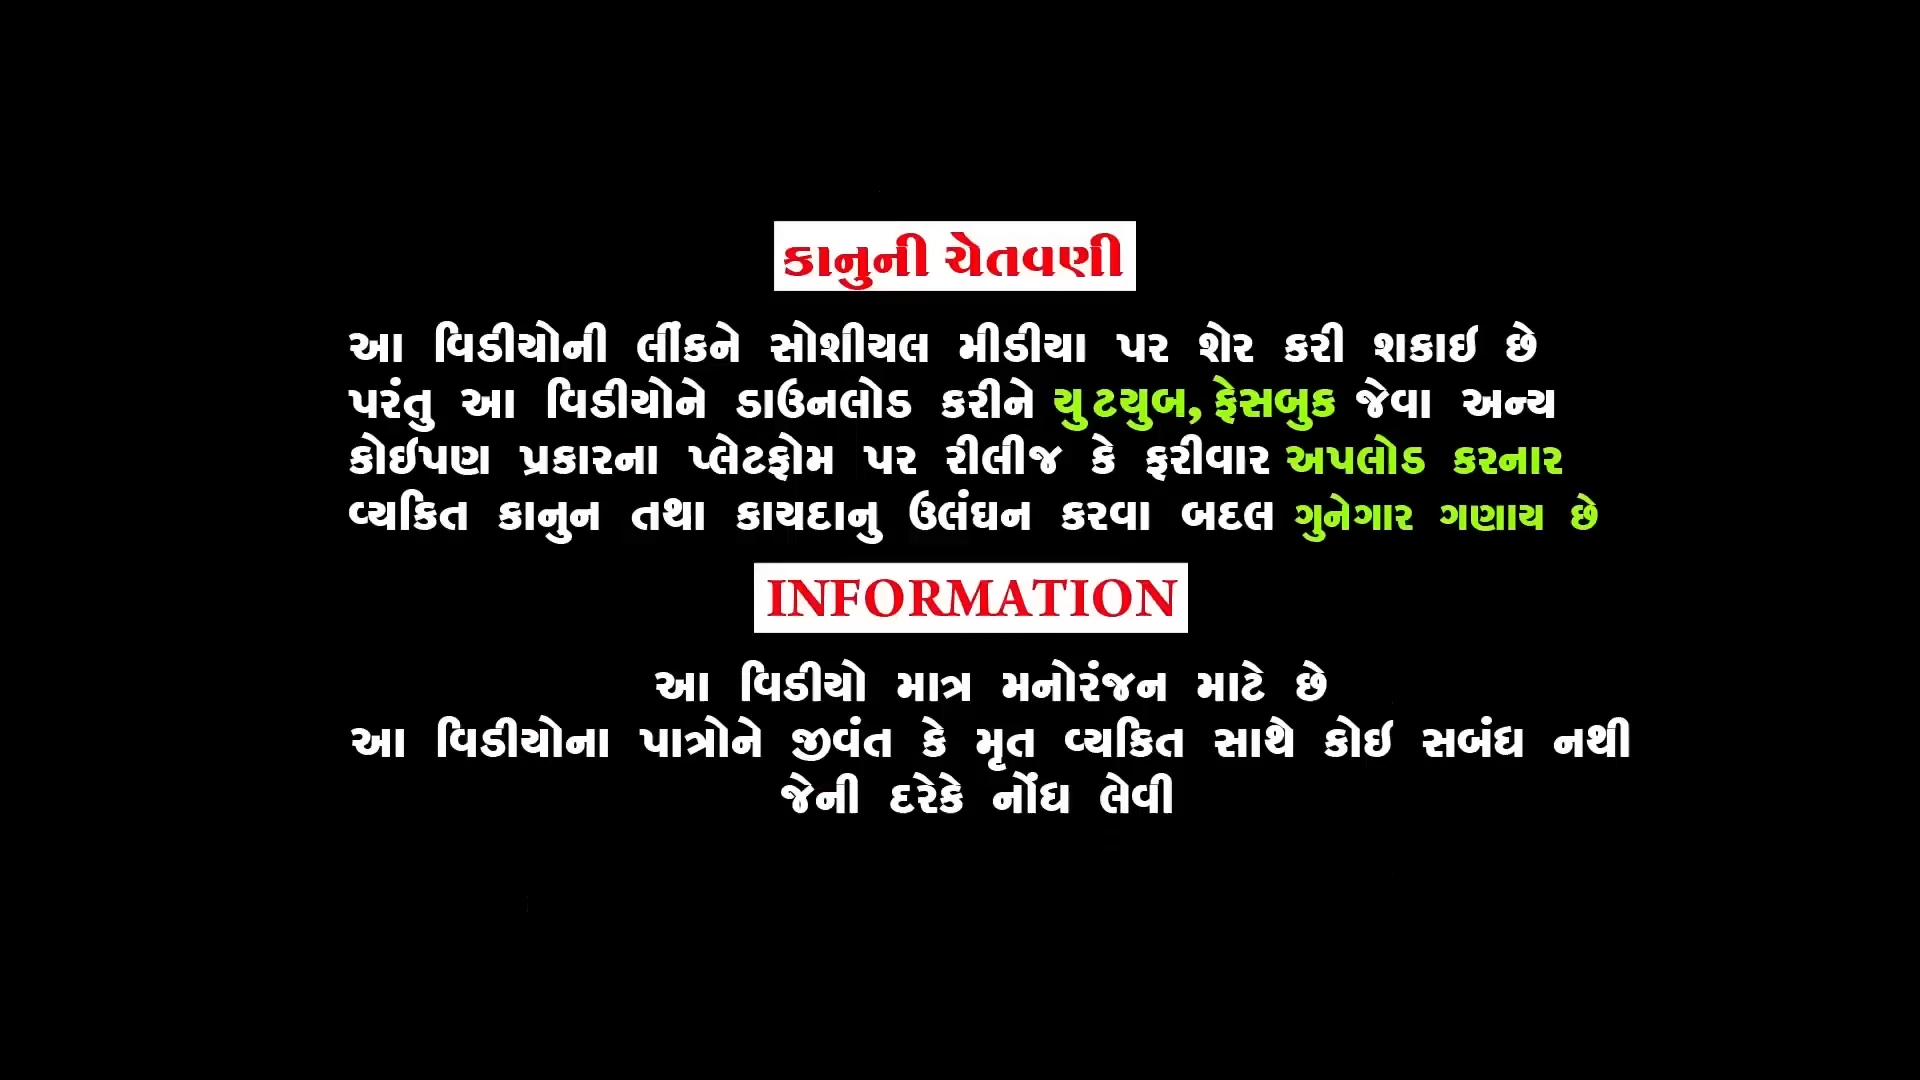 કાનુની ચેતવણી
આ વિડીયોની લીંકને સોશીયલ મીડીયા પર શેર કરી શકાઇ છે
પરંતુ આ વિડીયોને ડાઉનલોડ કરીને યુટયુબ, ફેસબુક જેવા અન્ય
કોઇપણ પ્રકારના પ્લેટફોમ પર રીલીજ કે ફરીવાર અપલોડ કરનાર
વ્યકિત કાનુન તથા કાયદાનુ ઉલંઘન કરવા બદલ ગુનેગાર ગણાય છે
INFORMATION
આ વિડીયો માત્ર મનોરંજન માટે છે
આ વિડીયોના પાત્રોને જીવંત કે મૃત વ્યકિત સાથે કોઇ સબંધ નથી
જેની દરેકે નોંધ લેવી